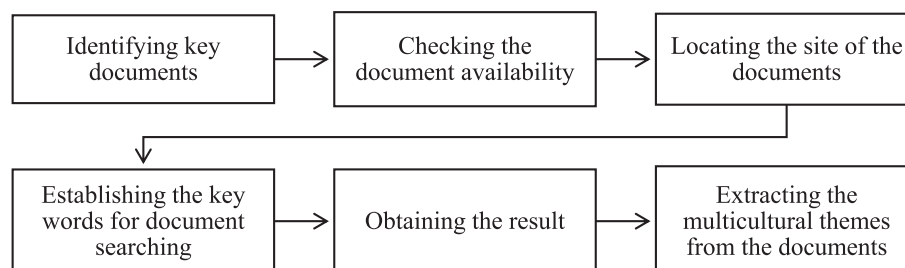 Identifying key
documents
Checking the
document availability
Locating the site of the
documents
Establishing the key
words for document
searching
Obtaining the result
Extracting the
multicultural themes
from the documents